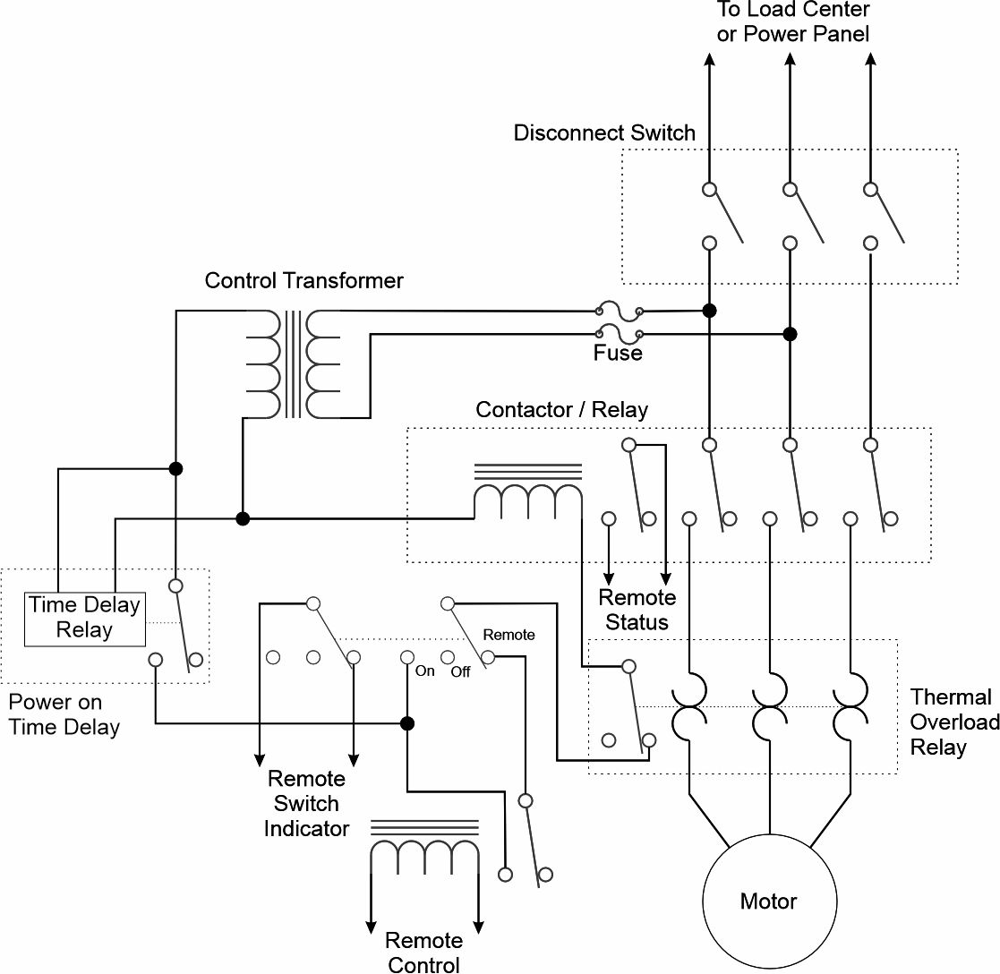 To Load Center
or Power Panel
Disconnect Switch
Control Transformer
Fuse
Contactor / Relay
Remote
Status
Time Delay
Relay
Remote
On
Off
Power on
Time Delay
Thermal
Overload
Relay
Remote
Switch
Indicator
Motor
Remote
Control